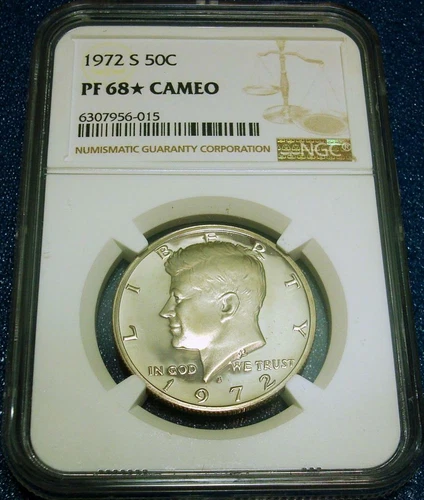 1972 S 50C
PF 68★ CAMEO
6307956-015
NUMISMATIC GUARANTY CORPORATION
NGC®
LIBERTY
IN GOD WE TRUST
S
1972